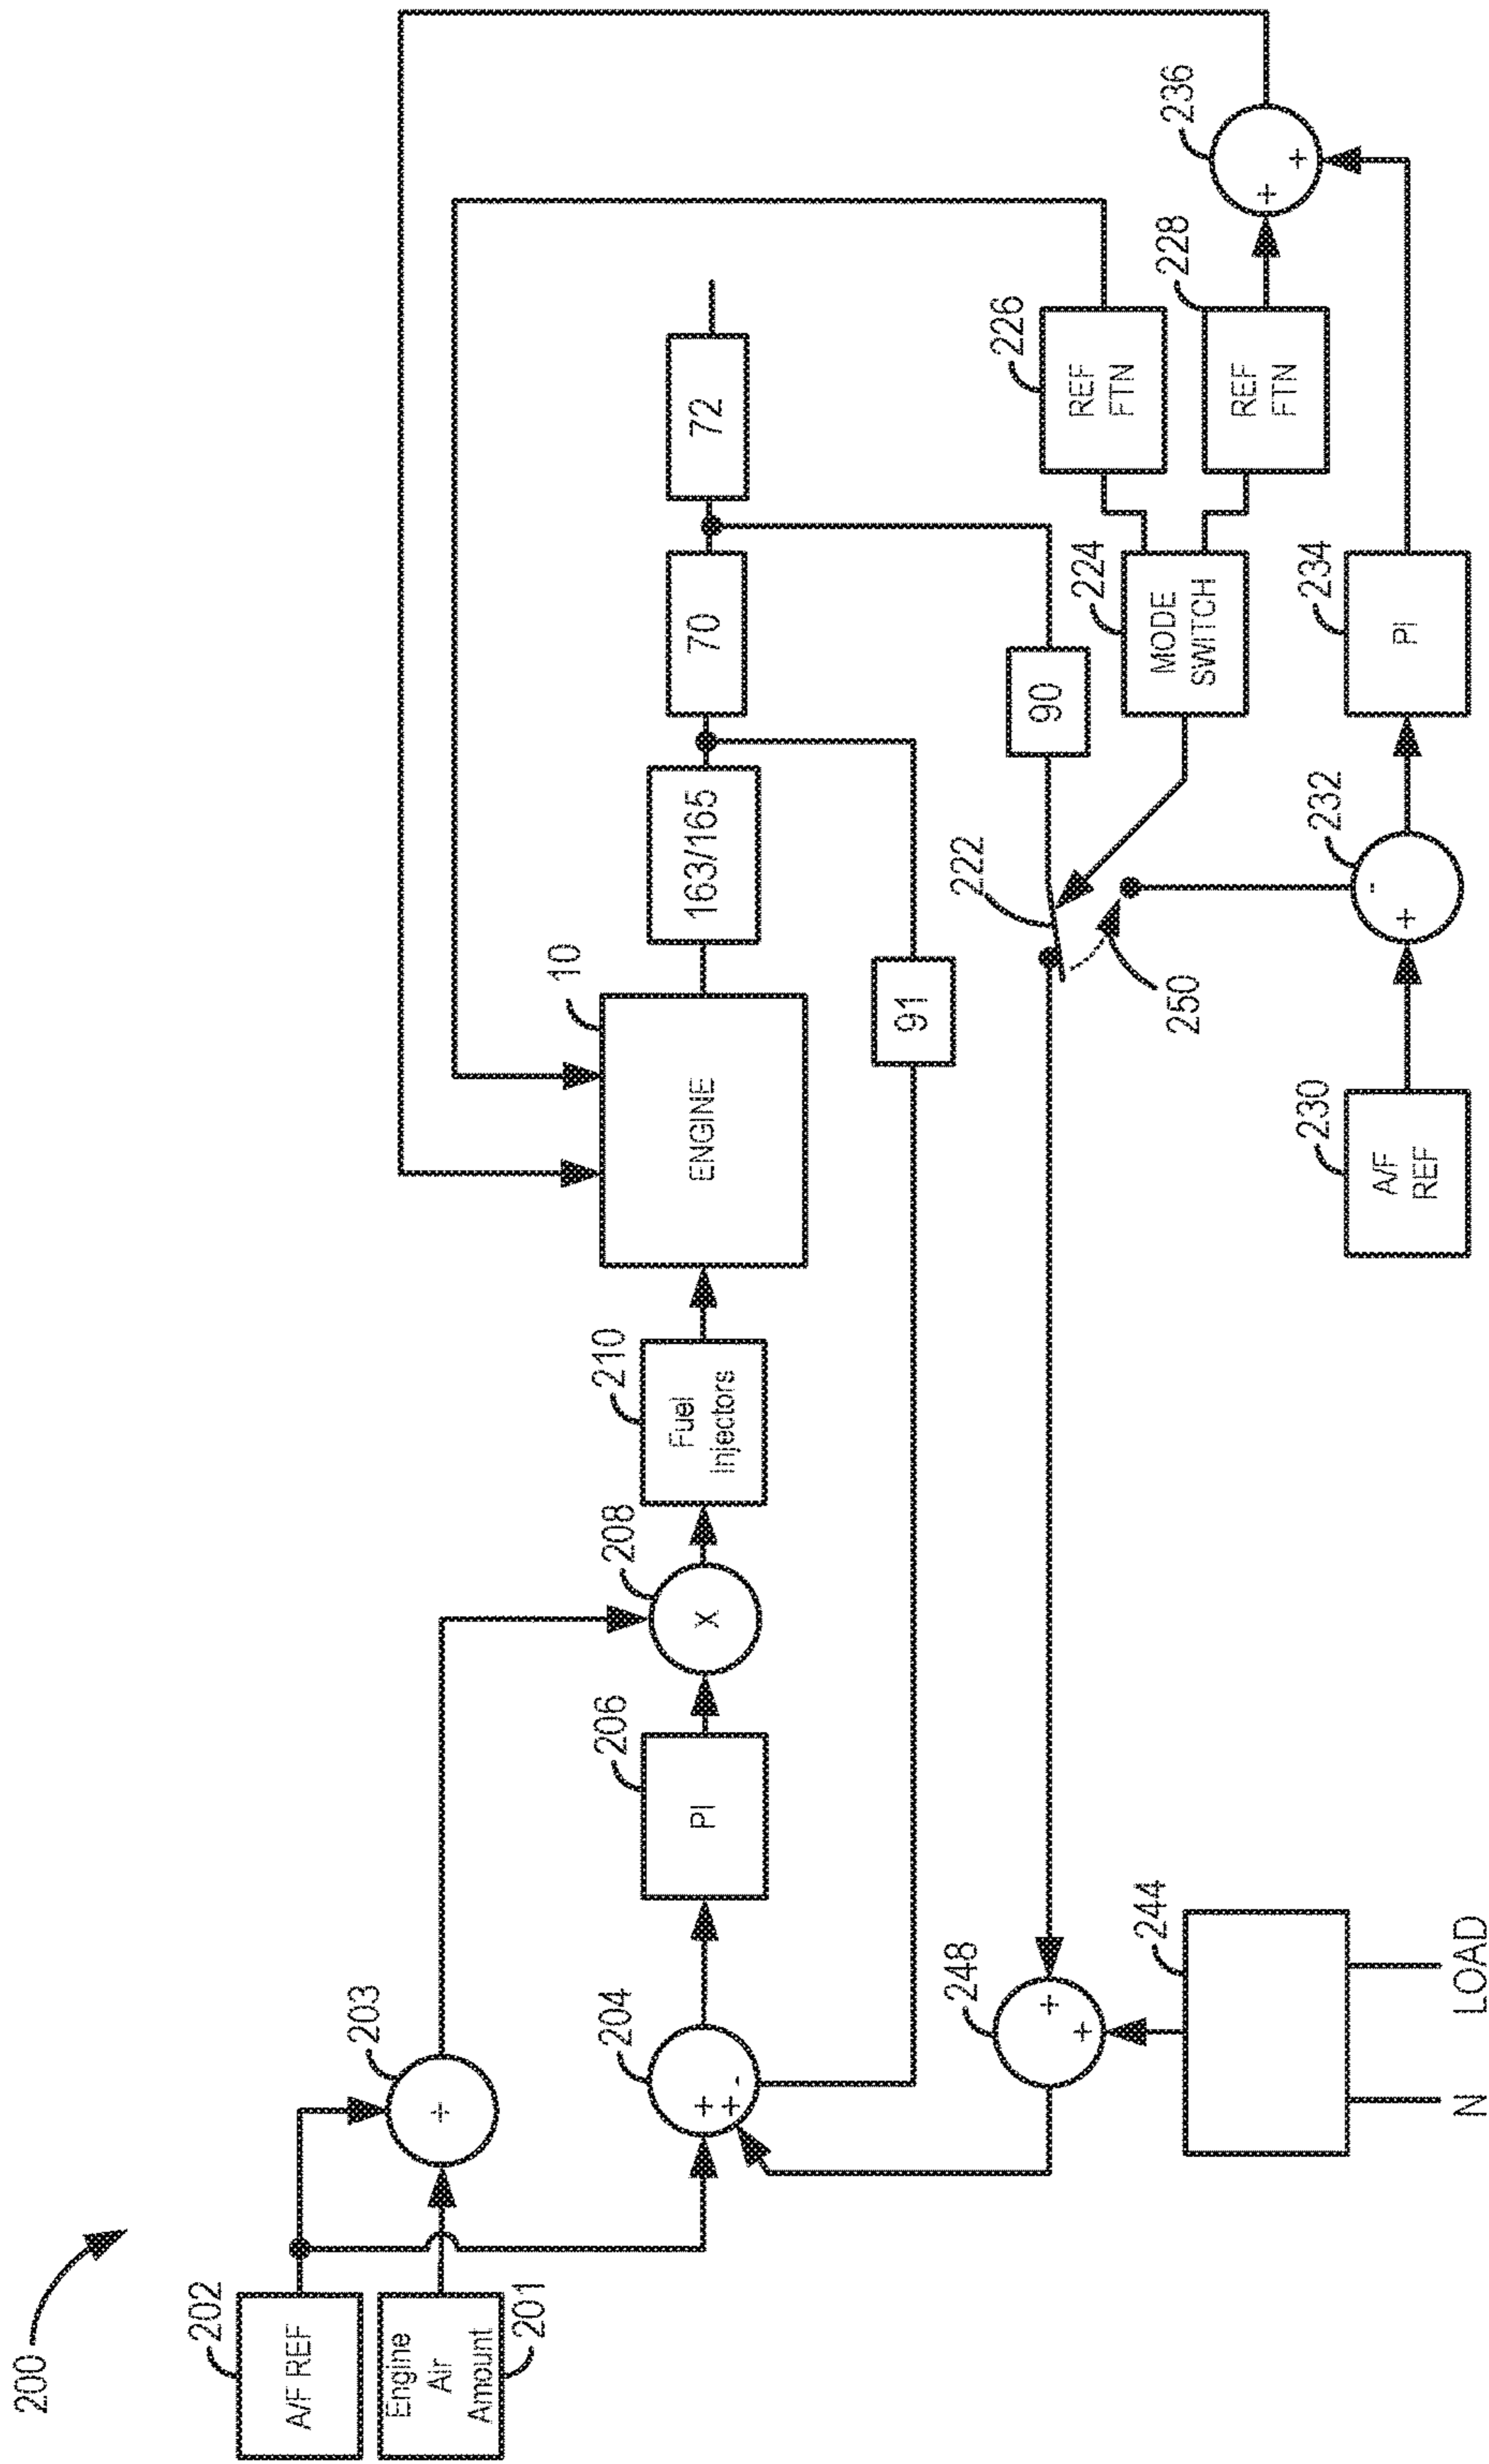 200
202
A/F REF
Engine
Air
Amount
201
203
÷
204
+
+
-
206
PI
208
X
210
Fuel
Injectors
10
ENGINE
163/165
70
72
91
90
222
250
248
+
+
244
N
LOAD
224
MODE
SWITCH
226
REF
FTN
228
REF
FTN
236
+
+
230
A/F
REF
232
+
-
234
PI